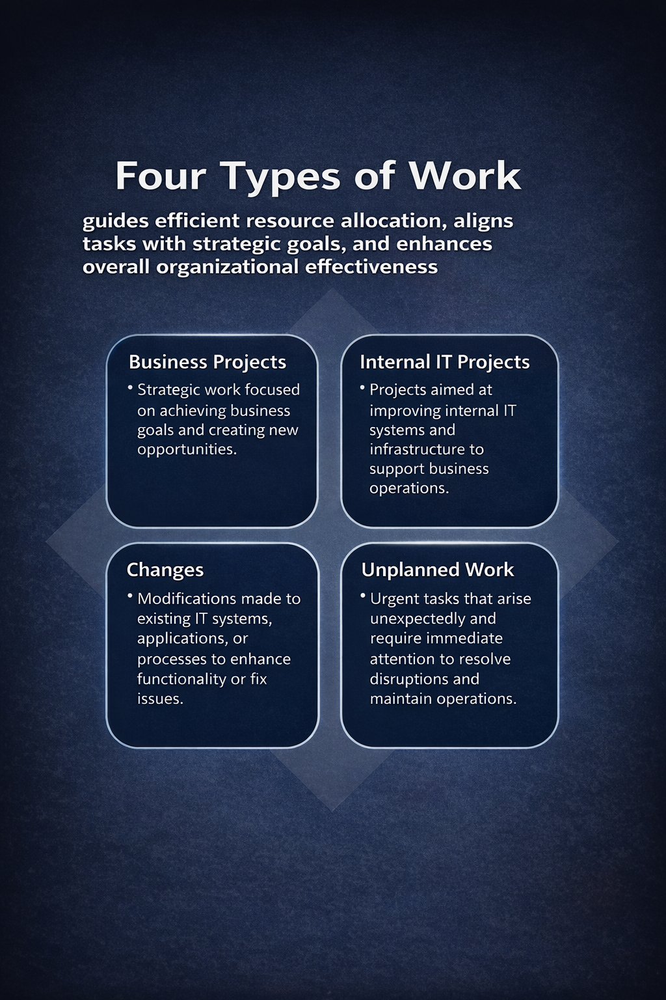 Four Types of Work
guides efficient resource allocation, aligns
tasks with strategic goals, and enhances
overall organizational effectiveness
Business Projects
• Strategic work focused
on achieving business
goals and creating new
opportunities.
Internal IT Projects
• Projects aimed at
improving internal IT
systems and
infrastructure to
support business
operations.
Changes
• Modifications made to
existing IT systems,
applications, or
processes to enhance
functionality or fix
issues.
Unplanned Work
• Urgent tasks that arise
unexpectedly and
require immediate
attention to resolve
disruptions and
maintain operations.